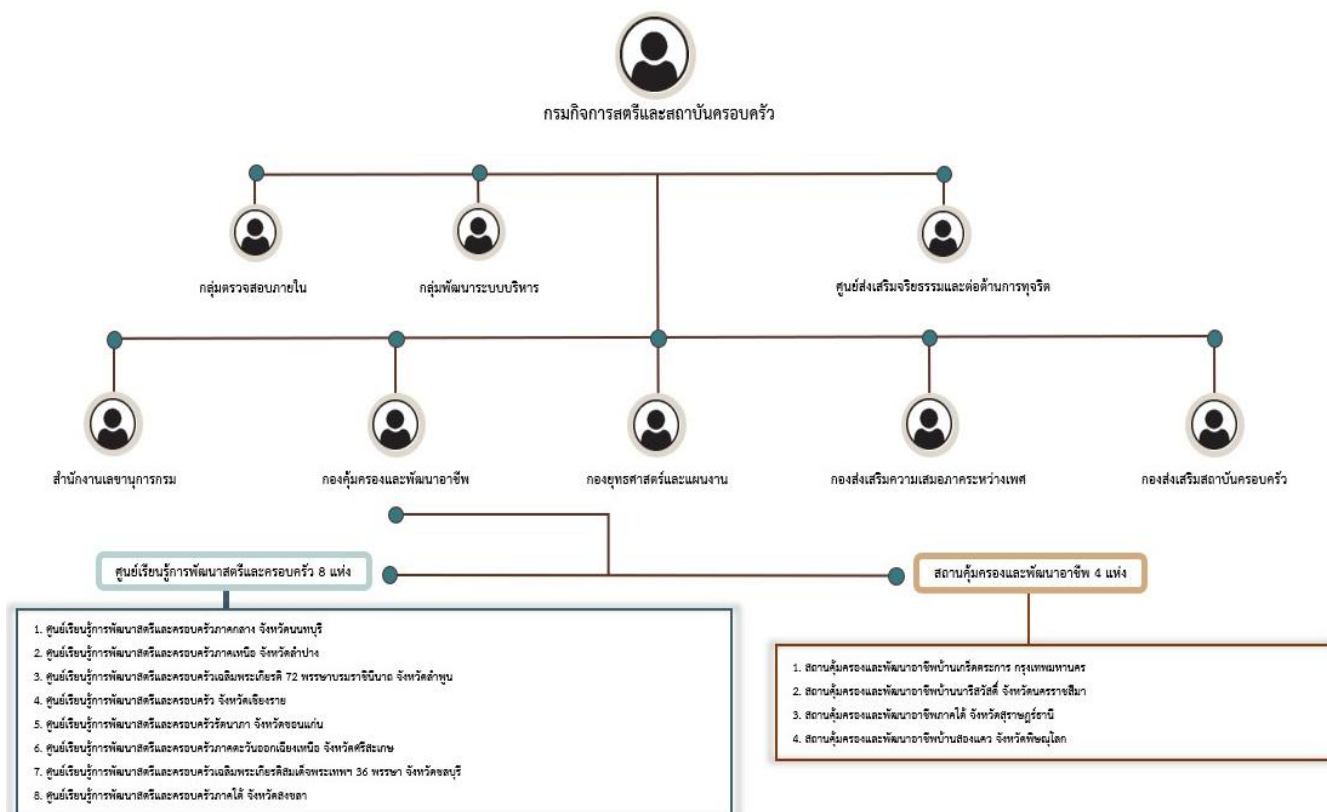 กรมกิจการสตรีและสถาบันครอบครัว
กลุ่มตรวจสอบภายใน
กลุ่มพัฒนาระบบบริหาร
ศูนย์ส่งเสริมจริยธรรมและต่อต้านการทุจริต
สำนักงานเลขานุการกรม
กองคุ้มครองและพัฒนาอาชีพ
กองยุทธศาสตร์และแผนงาน
กองส่งเสริมความเสมอภาคระหว่างเพศ
กองส่งเสริมสถาบันครอบครัว
ศูนย์เรียนรู้การพัฒนาสตรีและครอบครัว 8 แห่ง
1. ศูนย์เรียนรู้การพัฒนาสตรีและครอบครัวภาคกลาง จังหวัดนนทบุรี
2. ศูนย์เรียนรู้การพัฒนาสตรีและครอบครัวภาคเหนือ จังหวัดลำปาง
3. ศูนย์เรียนรู้การพัฒนาสตรีและครอบครัวเฉลิมพระเกียรติ 72 พรรษาบรมราชินีนาถ จังหวัดลำพูน
4. ศูนย์เรียนรู้การพัฒนาสตรีและครอบครัว จังหวัดเชียงราย
5. ศูนย์เรียนรู้การพัฒนาสตรีและครอบครัวรัตนาภา จังหวัดขอนแก่น
6. ศูนย์เรียนรู้การพัฒนาสตรีและครอบครัวภาคตะวันออกเฉียงเหนือ จังหวัดศรีสะเกษ
7. ศูนย์เรียนรู้การพัฒนาสตรีและครอบครัวเฉลิมพระเกียรติสมเด็จพระเทพฯ 36 พรรษา จังหวัดชลบุรี
8. ศูนย์เรียนรู้การพัฒนาสตรีและครอบครัวภาคใต้ จังหวัดสงขลา
สถานคุ้มครองและพัฒนาอาชีพ 4 แห่ง
1. สถานคุ้มครองและพัฒนาอาชีพบ้านเกร็ดตระการ กรุงเทพมหานคร
2. สถานคุ้มครองและพัฒนาอาชีพบ้านนารีสวัสดิ์ จังหวัดนครราชสีมา
3. สถานคุ้มครองและพัฒนาอาชีพภาคใต้ จังหวัดสุราษฎร์ธานี
4. สถานคุ้มครองและพัฒนาอาชีพบ้านสองแคว จังหวัดพิษณุโลก